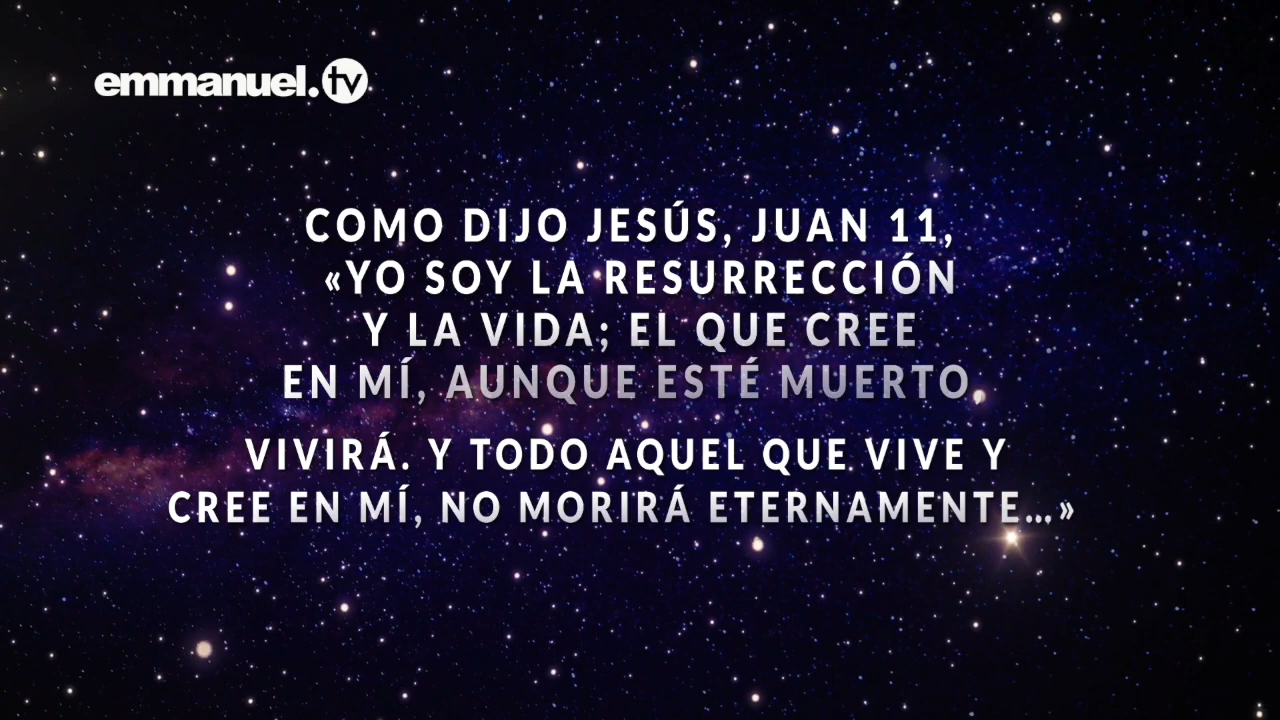 emmanuel.tv
COMO DIJO JESÚS, JUAN 11,
«YO SOY LA RESURRECCIÓN
Y LA VIDA; EL QUE CREE
EN MÍ, AUNQUE ESTÉ MUERTO
VIVIRÁ. Y TODO AQUEL QUE VIVE Y
CREE EN MÍ, NO MORIRÁ ETERNAMENTE...»